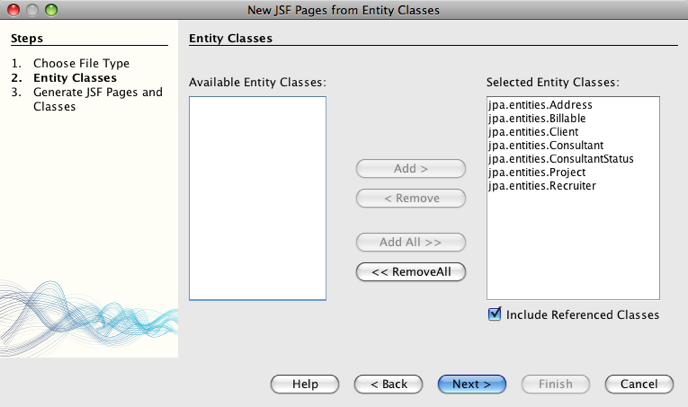 New JSF Pages from Entity Classes
Steps
1. Choose File Type
2. Entity Classes
3. Generate JSF Pages and
Classes
Entity Classes
Available Entity Classes:
Add >
< Remove
Add All >>
<< RemoveAll
Selected Entity Classes:
jpa.entities.Address
jpa.entities.Billable
jpa.entities.Client
jpa.entities.Consultant
jpa.entities.ConsultantStatus
jpa.entities.Project
jpa.entities.Recruiter
Include Referenced Classes
Help
< Back
Next >
Finish
Cancel